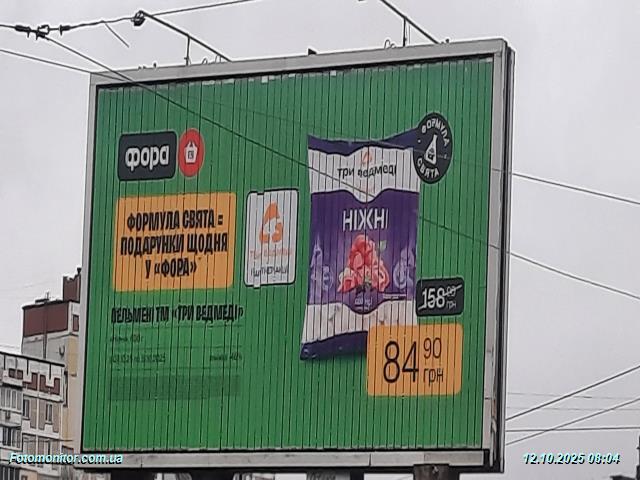 фора
ФОРМУЛА СВЯТА
три ведмеді
НІЖНІ
ФОРМУЛА СВЯТА =
ПОДАРУНКИ ЩОДНЯ
У «ФОРА»
ПЕЛЬМЕНІ ТМ «ТРИ ВЕДМЕДІ»
158
грн
84 90
грн
Fotomonitor.com.ua
12.10.2025 08:04